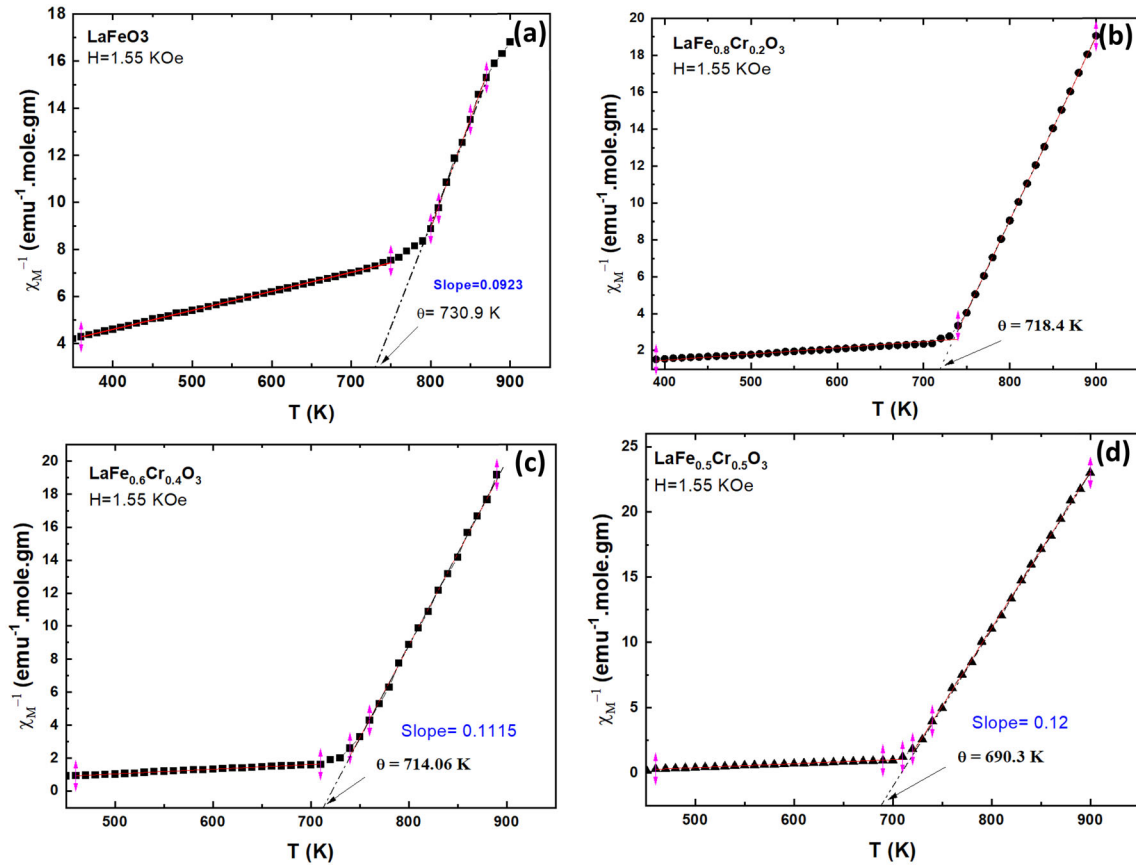 (a)
LaFeO3
H=1.55 KOe
18
16
14
12
10
8
6
4
χM⁻¹ (emu⁻¹.mole.gm)
Slope=0.0923
θ= 730.9 K
400 500 600 700 800 900
T (K)
(b)
LaFe0.8Cr0.2O3
H=1.55 KOe
20
18
16
14
12
10
8
6
4
2
χM⁻¹ (emu⁻¹.mole.gm)
θ = 718.4 K
400 500 600 700 800 900
T (K)
(c)
LaFe0.6Cr0.4O3
H=1.55 KOe
20
18
16
14
12
10
8
6
4
2
0
χM⁻¹ (emu⁻¹.mole.gm)
Slope= 0.1115
θ = 714.06 K
500 600 700 800 900
T (K)
(d)
LaFe0.5Cr0.5O3
H=1.55 KOe
25
20
15
10
5
0
χM⁻¹ (emu⁻¹.mole.gm)
Slope= 0.12
θ = 690.3 K
500 600 700 800 900
T (K)